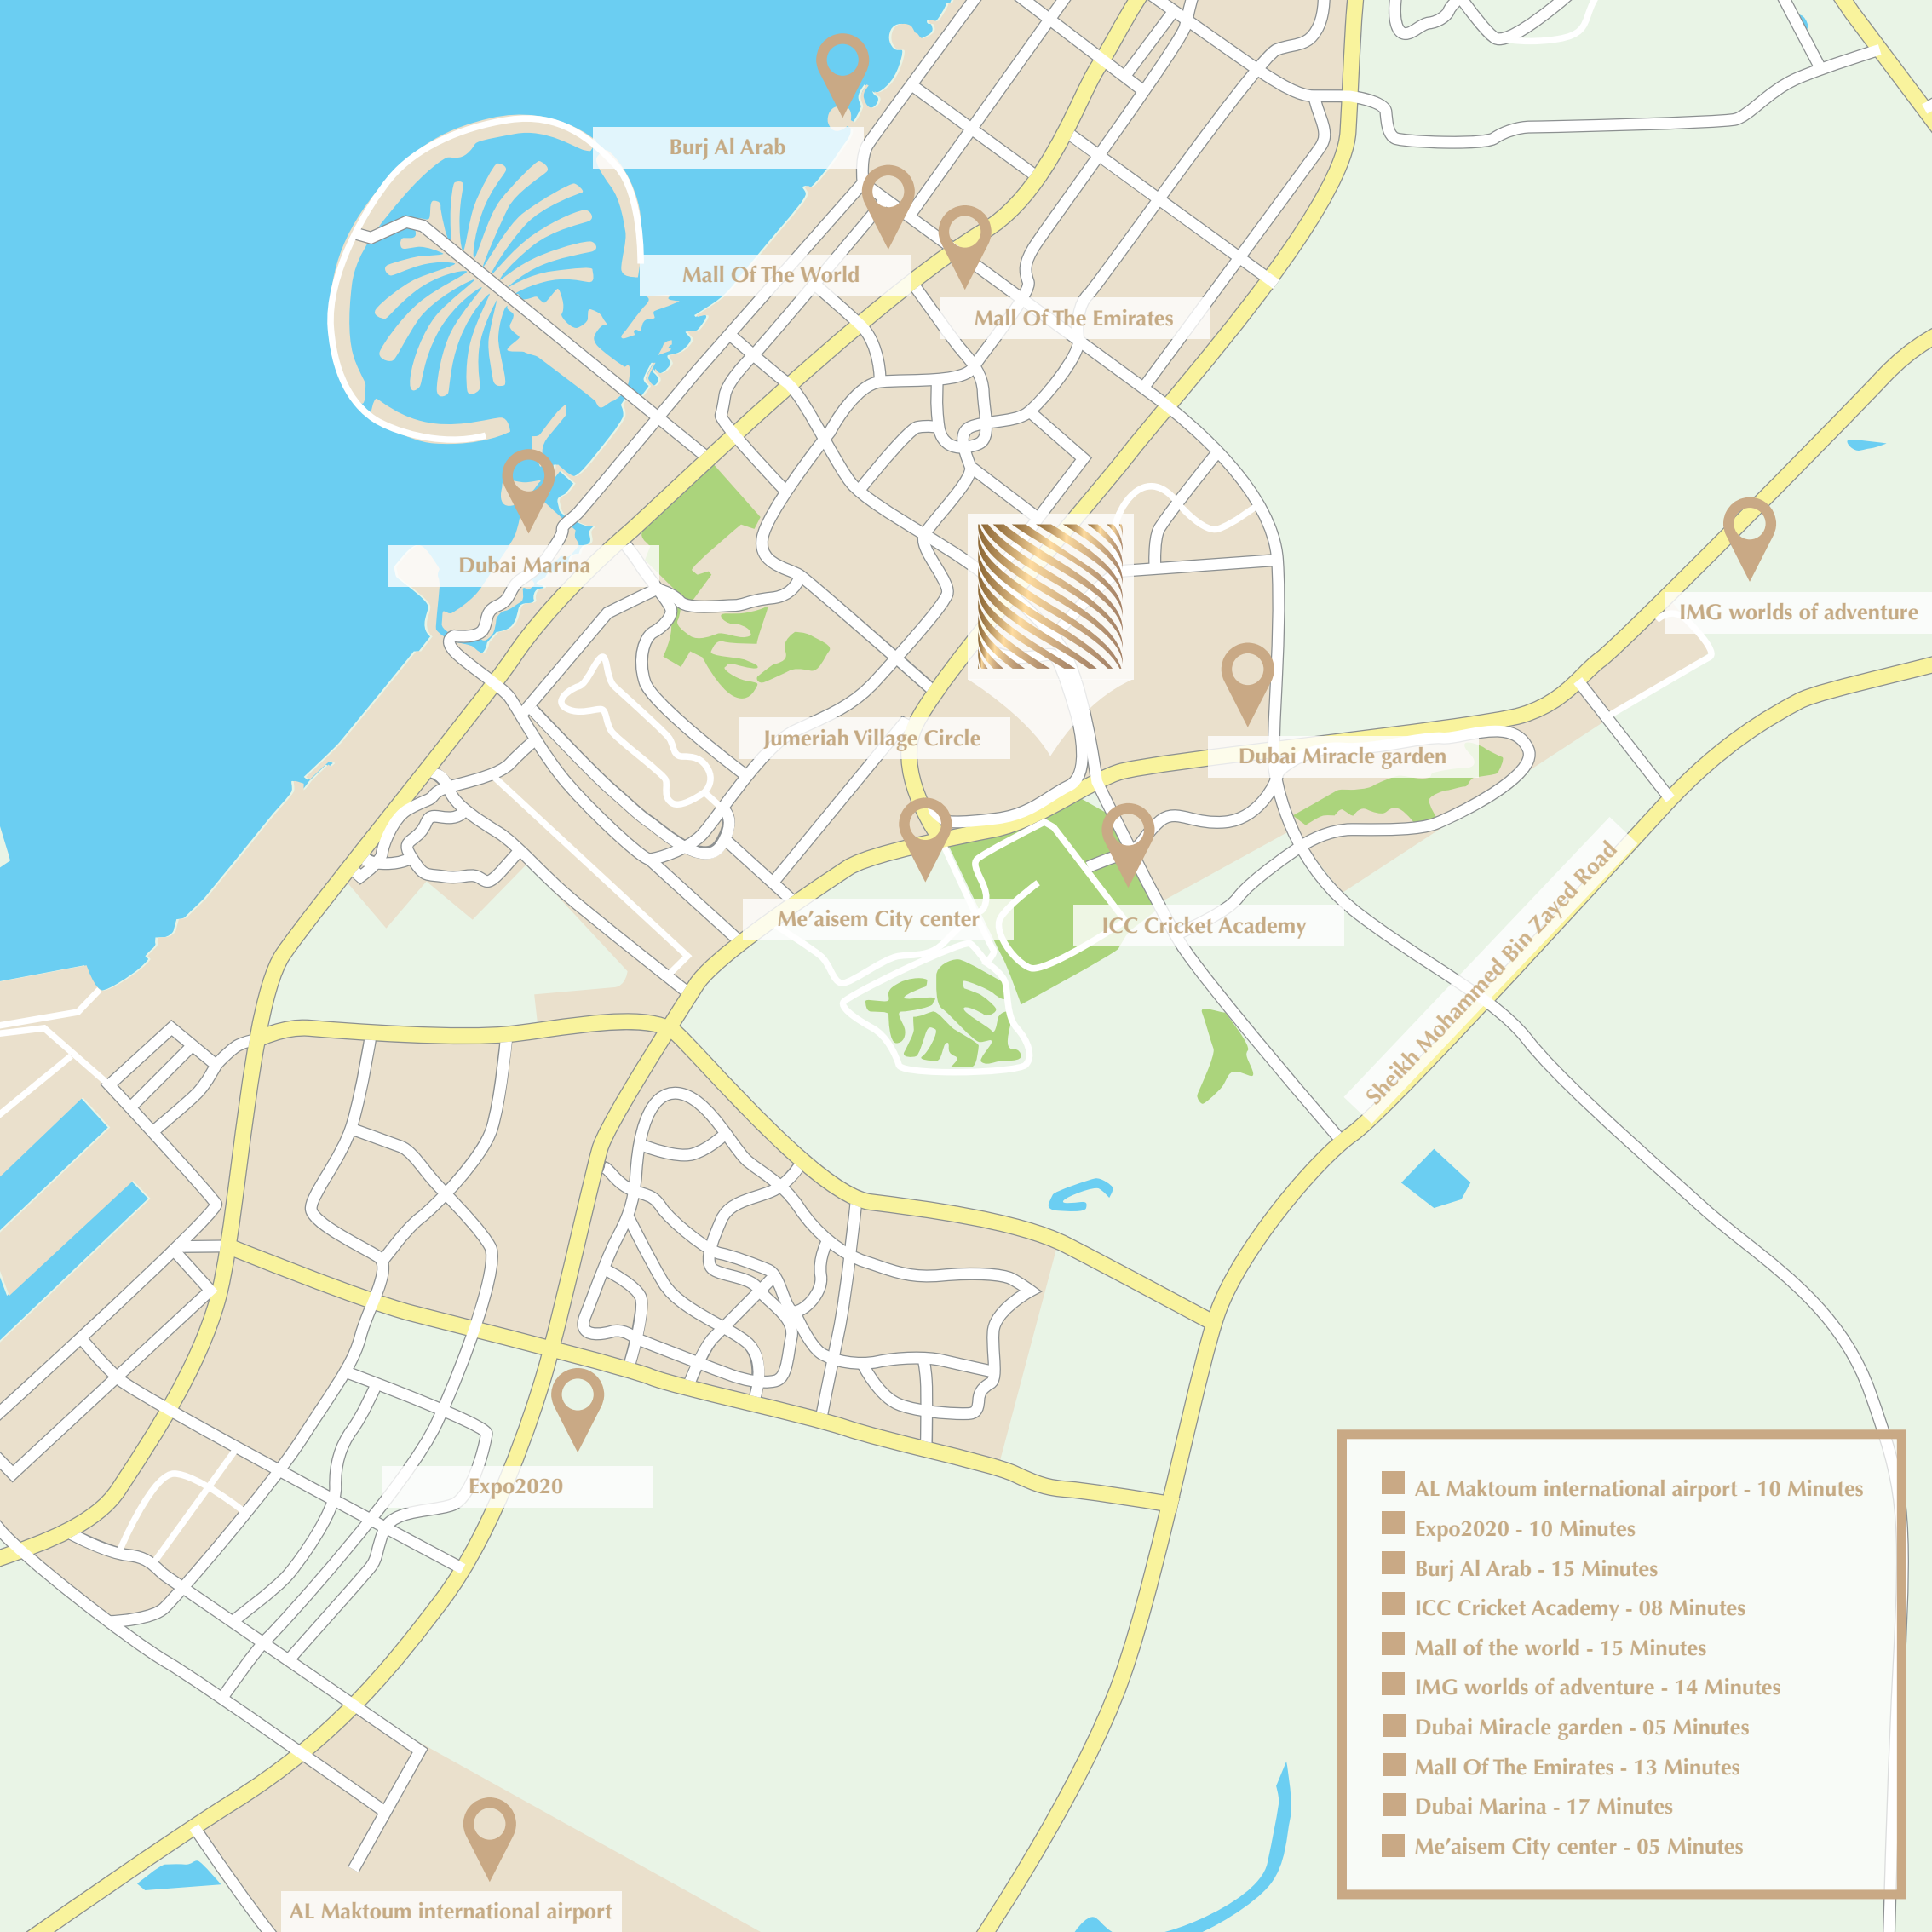 Burj Al Arab
Mall Of The World
Mall Of The Emirates
Dubai Marina
IMG worlds of adventure
Jumeriah Village Circle
Dubai Miracle garden
Me’aisem City center
ICC Cricket Academy
Sheikh Mohammed Bin Zayed Road
Expo2020
AL Maktoum international airport - 10 Minutes
Expo2020 - 10 Minutes
Burj Al Arab - 15 Minutes
ICC Cricket Academy - 08 Minutes
Mall of the world - 15 Minutes
IMG worlds of adventure - 14 Minutes
Dubai Miracle garden - 05 Minutes
Mall Of The Emirates - 13 Minutes
Dubai Marina - 17 Minutes
Me’aisem City center - 05 Minutes
AL Maktoum international airport